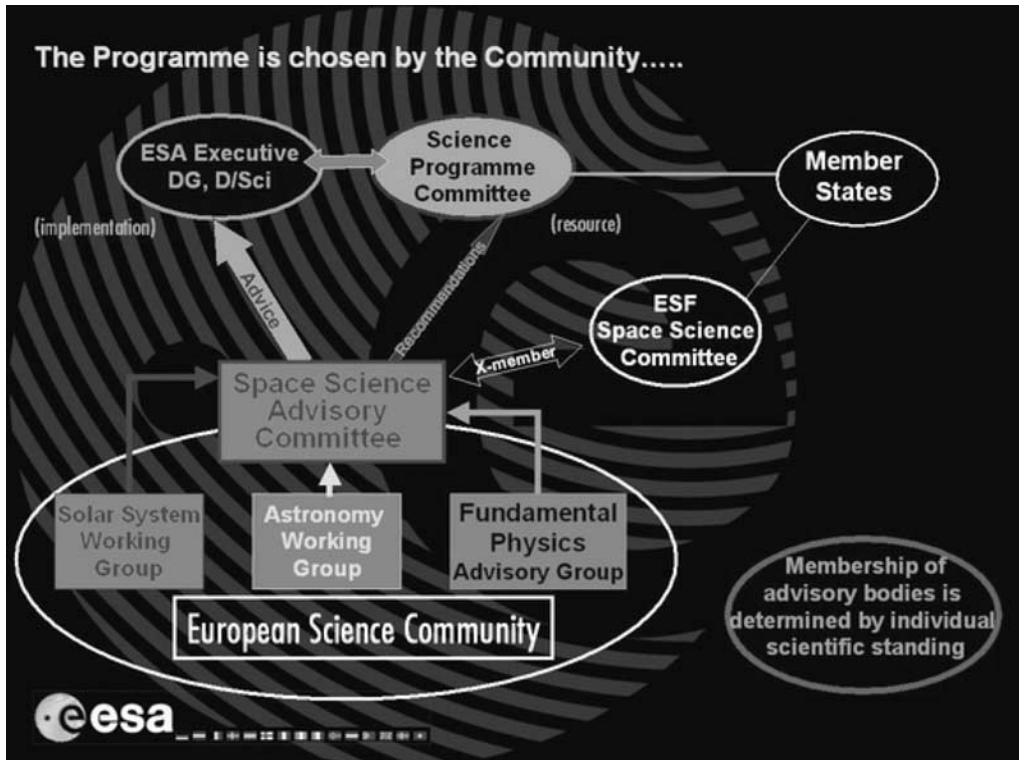 The Programme is chosen by the Community.....
ESA Executive
DG, D/Sci
Science
Programme
Committee
Member
States
(implementation)
(resource)
Advice
Recommendations
ESF
Space Science
Committee
X-member
Space Science
Advisory
Committee
Solar System
Working
Group
Astronomy
Working
Group
Fundamental
Physics
Advisory Group
European Science Community
Membership of
advisory bodies is
determined by individual
scientific standing
esa